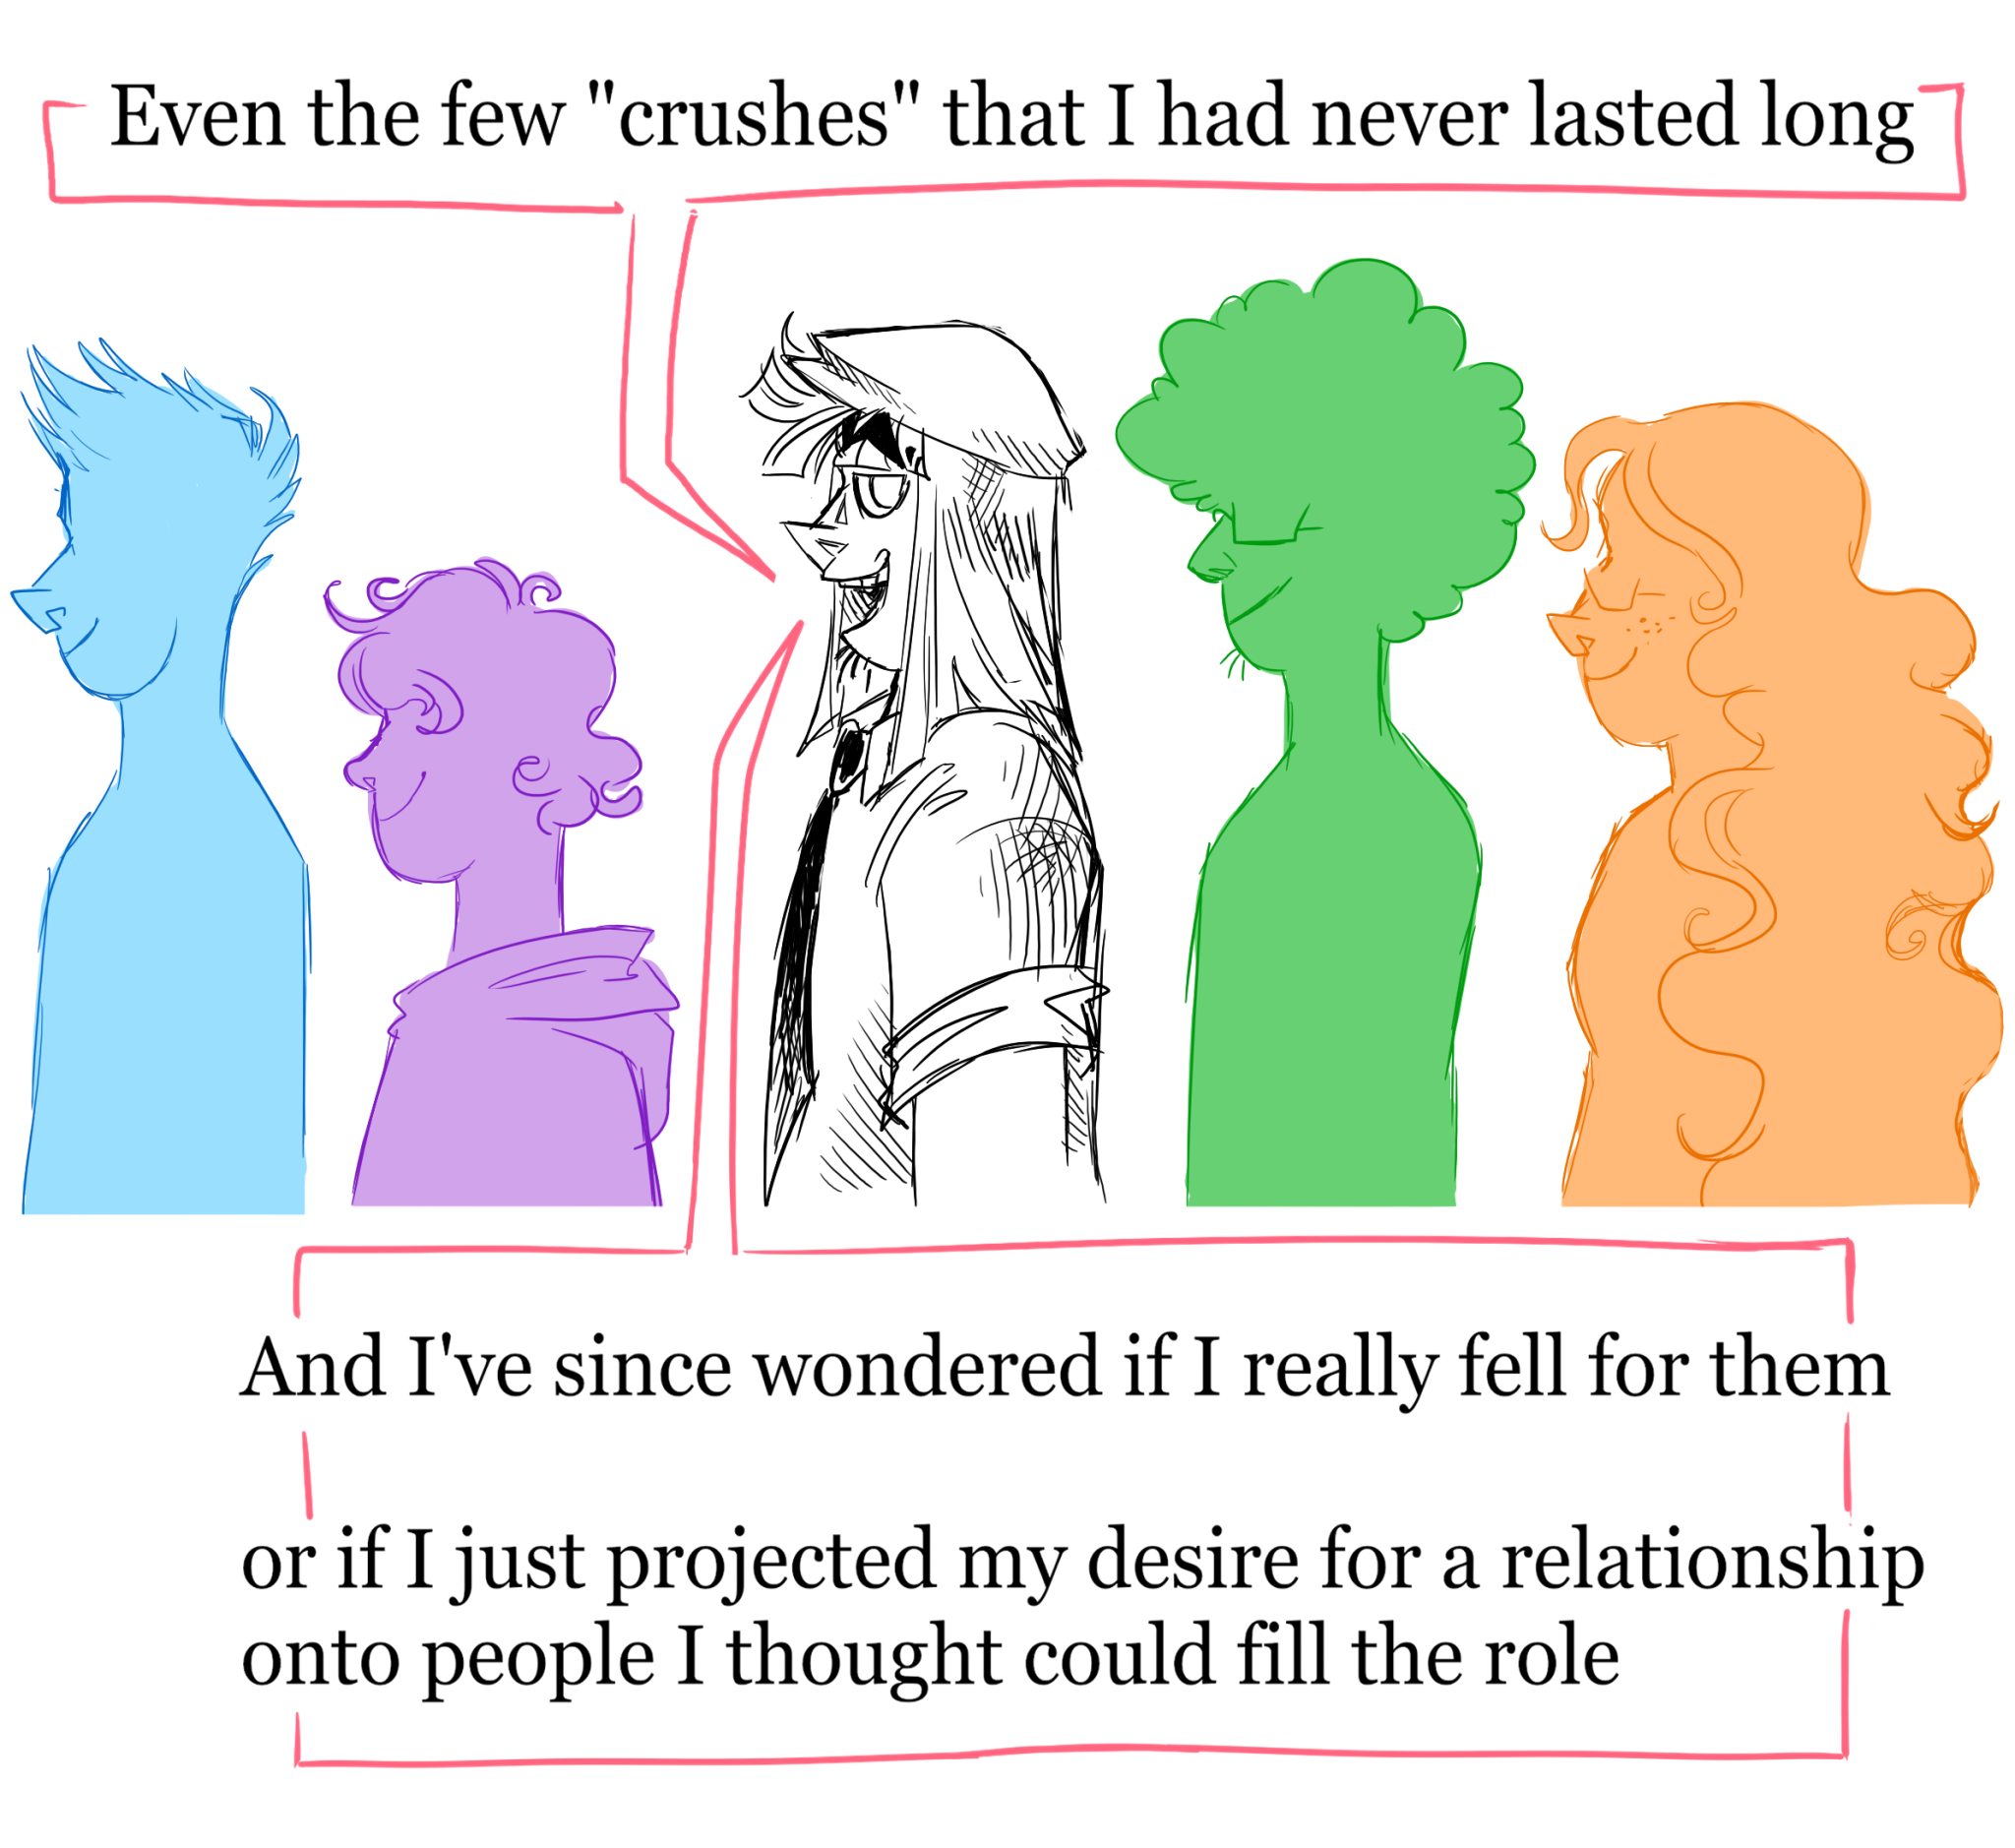 Even the few "crushes" that I had never lasted long
And I've since wondered if I really fell for them
or if I just projected my desire for a relationship
onto people I thought could fill the role